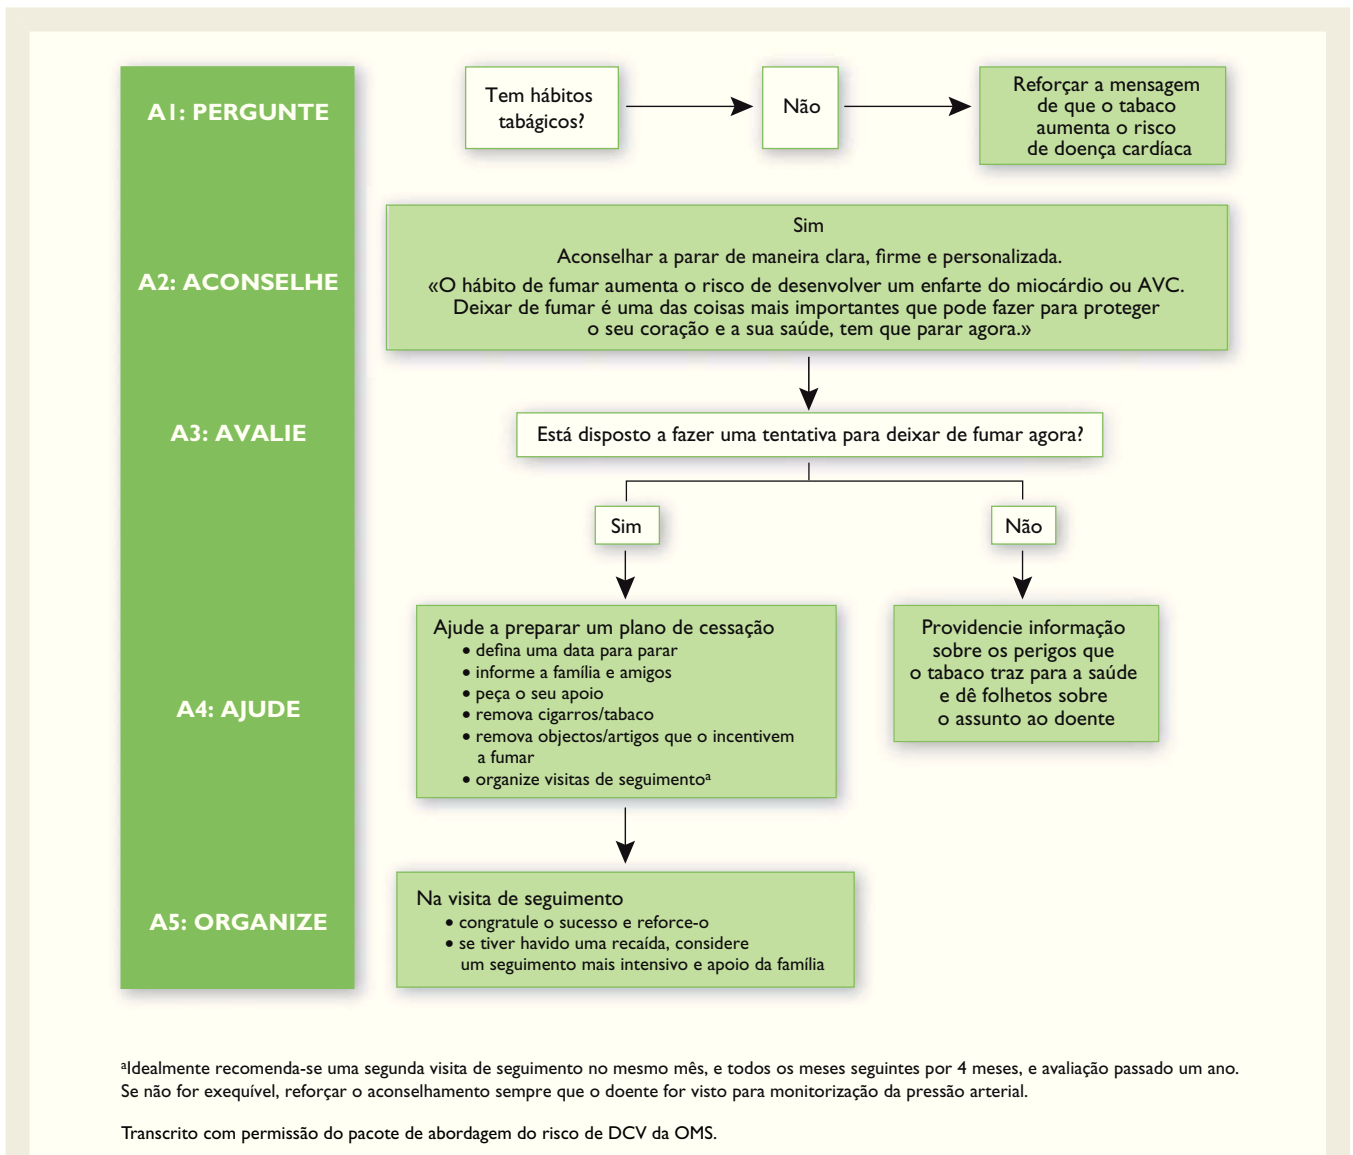 A1: PERGUNTE
Tem hábitos
tabágicos?
Não
Reforçar a mensagem
de que o tabaco
aumenta o risco
de doença cardíaca
A2: ACONSELHE
Sim
Aconselhar a parar de maneira clara, firme e personalizada.
«O hábito de fumar aumenta o risco de desenvolver um enfarte do miocárdio ou AVC.
Deixar de fumar é uma das coisas mais importantes que pode fazer para proteger
o seu coração e a sua saúde, tem que parar agora.»
A3: AVALIE
Está disposto a fazer uma tentativa para deixar de fumar agora?
Sim
Não
A4: AJUDE
Ajude a preparar um plano de cessação
• defina uma data para parar
• informe a família e amigos
• peça o seu apoio
• remova cigarros/tabaco
• remova objectos/artigos que o incentivem
a fumar
• organize visitas de seguimentoª
Providencie informação
sobre os perigos que
o tabaco traz para a saúde
e dê folhetos sobre
o assunto ao doente
A5: ORGANIZE
Na visita de seguimento
• congratule o sucesso e reforce-o
• se tiver havido uma recaída, considere
um seguimento mais intensivo e apoio da família
ªIdealmente recomenda-se uma segunda visita de seguimento no mesmo mês, e todos os meses seguintes por 4 meses, e avaliação passado um ano.
Se não for exequível, reforçar o aconselhamento sempre que o doente for visto para monitorização da pressão arterial.
Transcrito com permissão do pacote de abordagem do risco de DCV da OMS.